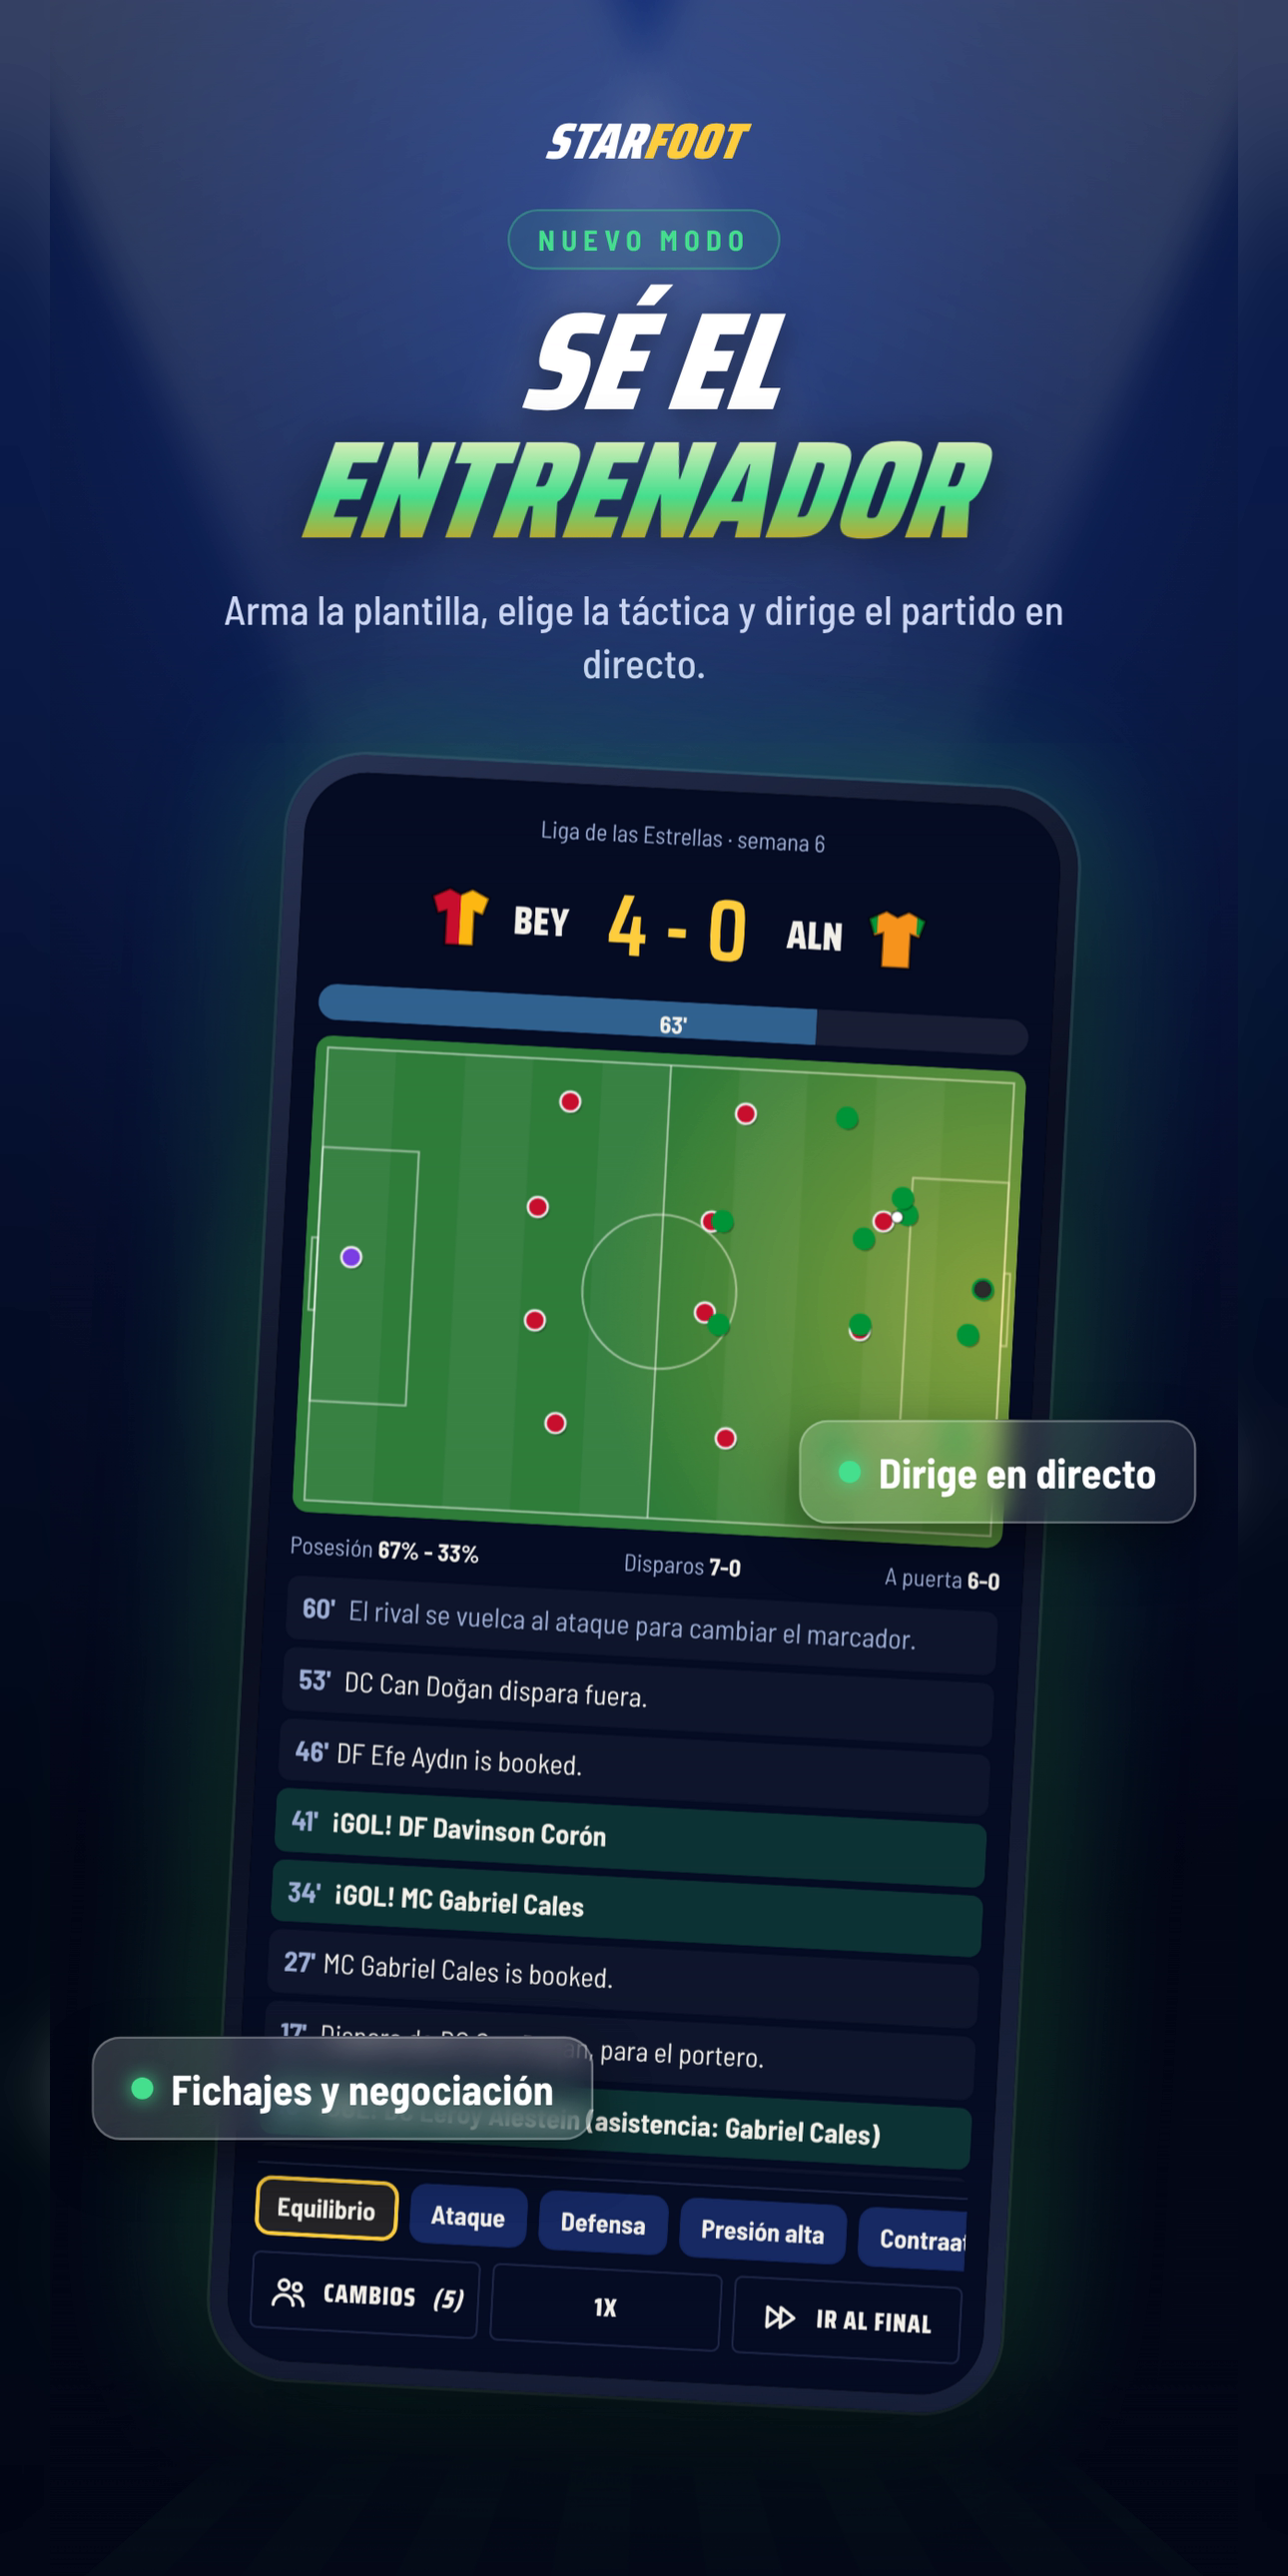 STARFOOT
NUEVO MODO
SÉ EL
ENTRENADOR
Arma la plantilla, elige la táctica y dirige el partido en
directo.
Liga de las Estrellas · semana 6
BEY 4 - 0 ALN
63'
Dirige en directo
Posesión 67% - 33% Disparos 7-0 A puerta 6-0
60' El rival se vuelca al ataque para cambiar el marcador.
53' DC Can Doğan dispara fuera.
46' DF Efe Aydın is booked.
41' ¡GOL! DF Davinson Corón
34' ¡GOL! MC Gabriel Cales
27' MC Gabriel Cales is booked.
17' para el portero.
Fichajes y negociación
(asistencia: Gabriel Cales)
Equilibrio Ataque Defensa Presión alta Contraat
CAMBIOS (5) 1X IR AL FINAL